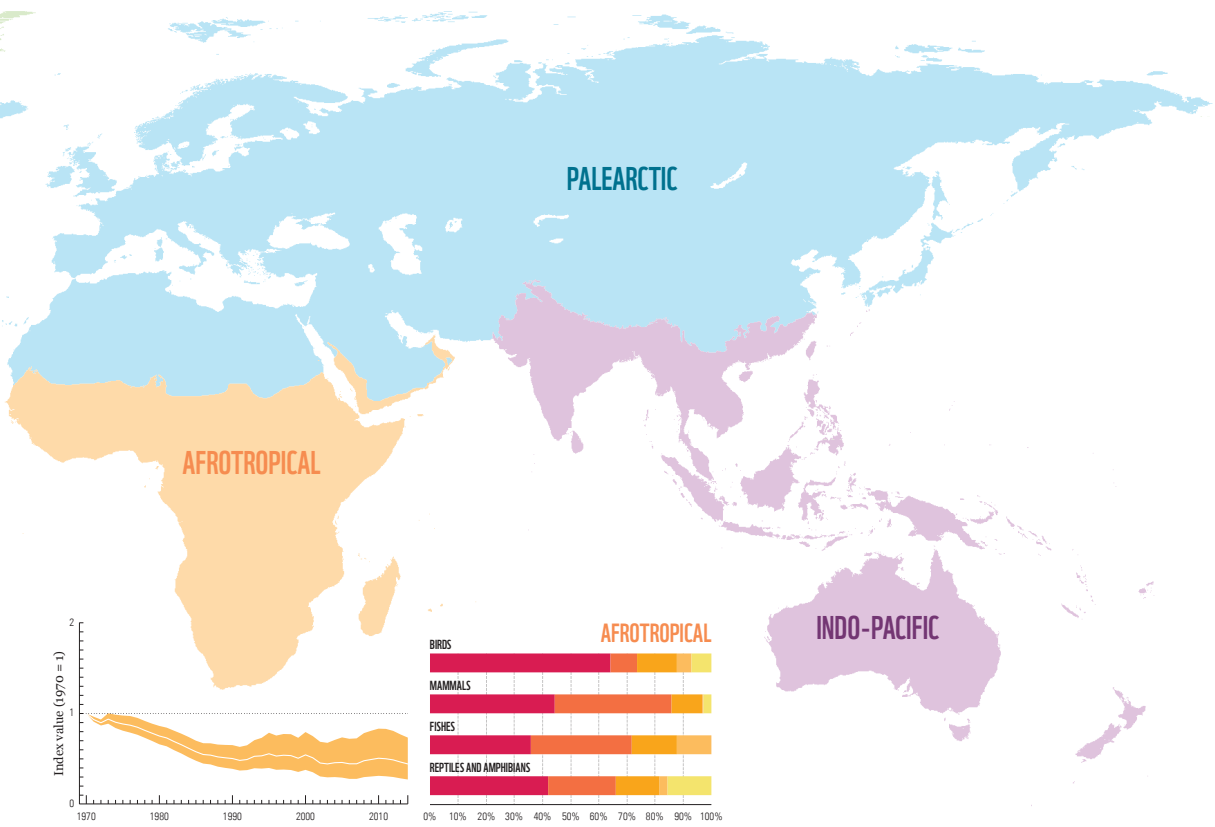 PALEARCTIC
AFROTROPICAL
INDO-PACIFIC
Index value (1970 = 1)
2
1
0
1970 1980 1990 2000 2010
AFROTROPICAL
BIRDS
MAMMALS
FISHES
REPTILES AND AMPHIBIANS
0% 10% 20% 30% 40% 50% 60% 70% 80% 90% 100%